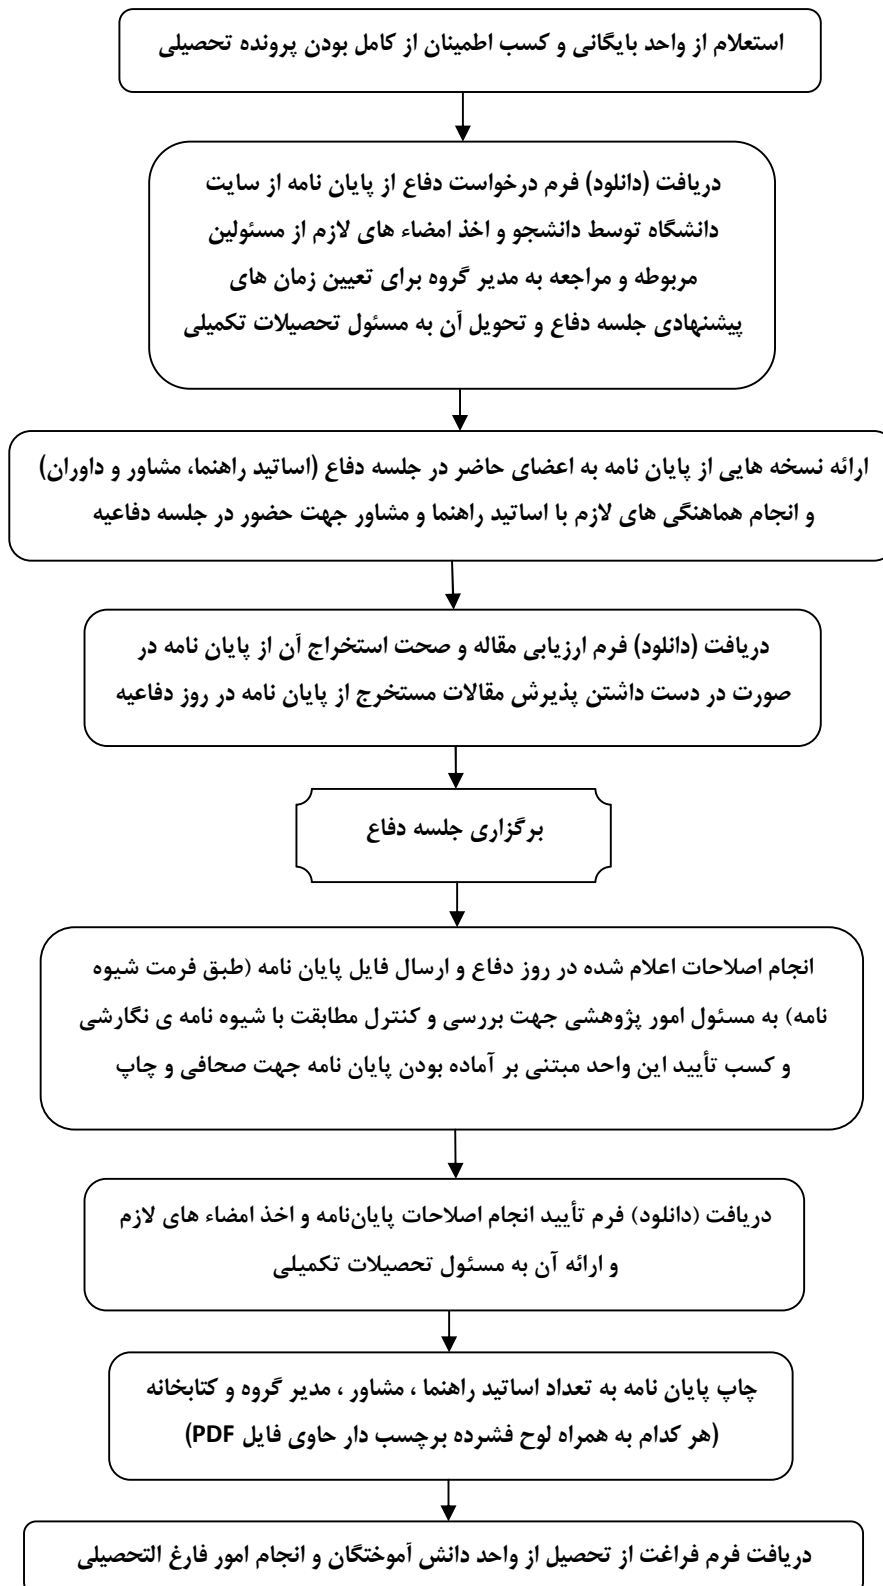 استعلام از واحد بایگانی و کسب اطمینان از کامل بودن پرونده تحصیلی
دریافت (دانلود) فرم درخواست دفاع از پایان نامه از سایت
دانشگاه توسط دانشجو و اخذ امضاء های لازم از مسئولین
مربوطه و مراجعه به مدیر گروه برای تعیین زمان های
پیشنهادی جلسه دفاع و تحویل آن به مسئول تحصیلات تکمیلی
ارائه نسخه هایی از پایان نامه به اعضای حاضر در جلسه دفاع (اساتید راهنما، مشاور و داوران)
و انجام هماهنگی های لازم با اساتید راهنما و مشاور جهت حضور در جلسه دفاعیه
دریافت (دانلود) فرم ارزیابی مقاله و صحت استخراج آن از پایان نامه در
صورت در دست داشتن پذیرش مقالات مستخرج از پایان نامه در روز دفاعیه
برگزاری جلسه دفاع
انجام اصلاحات اعلام شده در روز دفاع و ارسال فایل پایان نامه (طبق فرمت شیوه
نامه) به مسئول امور پژوهشی جهت بررسی و کنترل مطابقت با شیوه نامه ی نگارشی
و کسب تأیید این واحد مبتنی بر آماده بودن پایان نامه جهت صحافی و چاپ
دریافت (دانلود) فرم تأیید انجام اصلاحات پایان‌نامه و اخذ امضاء های لازم
و ارائه آن به مسئول تحصیلات تکمیلی
چاپ پایان نامه به تعداد اساتید راهنما ، مشاور ، مدیر گروه و کتابخانه
(هر کدام به همراه لوح فشرده برچسب دار حاوی فایل PDF)
دریافت فرم فراغت از تحصیل از واحد دانش آموختگان و انجام امور فارغ التحصیلی